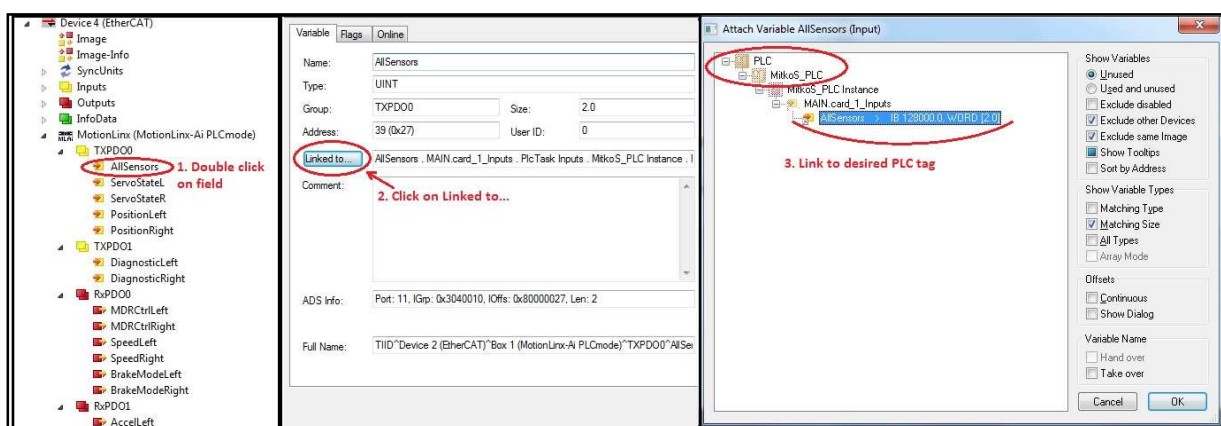 Device 4 (EtherCAT)
Image
Image-Info
SyncUnits
Inputs
Outputs
InfoData
MotionLinx (MotionLinx-Ai PLCmode)
TXPDO0
AllSensors
1. Double click
on field
ServoStateL
ServoStateR
PositionLeft
PositionRight
TXPDO1
DiagnosticLeft
DiagnosticRight
RxPDO0
MDRCtrlLeft
MDRCtrlRight
SpeedLeft
SpeedRight
BrakeModeLeft
BrakeModeRight
RxPDO1
AccelLeft
Variable Flags Online
Name: AllSensors
Type: UINT
Group: TXPDO0 Size: 2.0
Address: 39 (0x27) User ID: 0
Linked to... AllSensors . MAIN.card_1_Inputs . PlcTask Inputs . MitkoS_PLC Instance . I
Comment:
2. Click on Linked to...
ADS Info: Port: 11, IGrp: 0x3040010, IOffs: 0x80000027, Len: 2
Full Name: TIID^Device 2 (EtherCAT)^Box 1 (MotionLinx-Ai PLCmode)^TXPDO0^AllSe
Attach Variable AllSensors (Input)
PLC
MitkoS_PLC
MitkoS_PLC Instance
MAIN.card_1_Inputs
AllSensors > IB 128000.0, WORD [2.0]
3. Link to desired PLC tag
Show Variables
Unused
Used and unused
Exclude disabled
Exclude other Devices
Exclude same Image
Show Tooltips
Sort by Address
Show Variable Types
Matching Type
Matching Size
All Types
Array Mode
Offsets
Continuous
Show Dialog
Variable Name
Hand over
Take over
Cancel OK